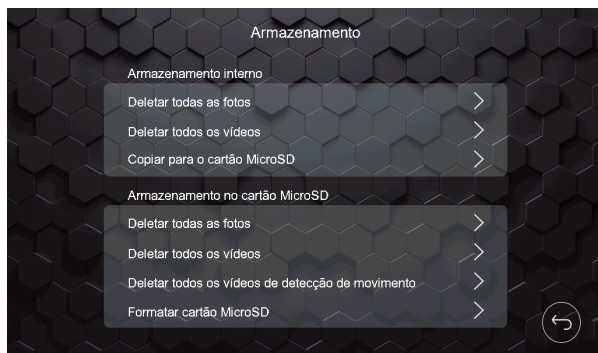 Armazenamento
Armazenamento interno
Deletar todas as fotos
Deletar todos os vídeos
Copiar para o cartão MicroSD
Armazenamento no cartão MicroSD
Deletar todas as fotos
Deletar todos os vídeos
Deletar todos os vídeos de detecção de movimento
Formatar cartão MicroSD